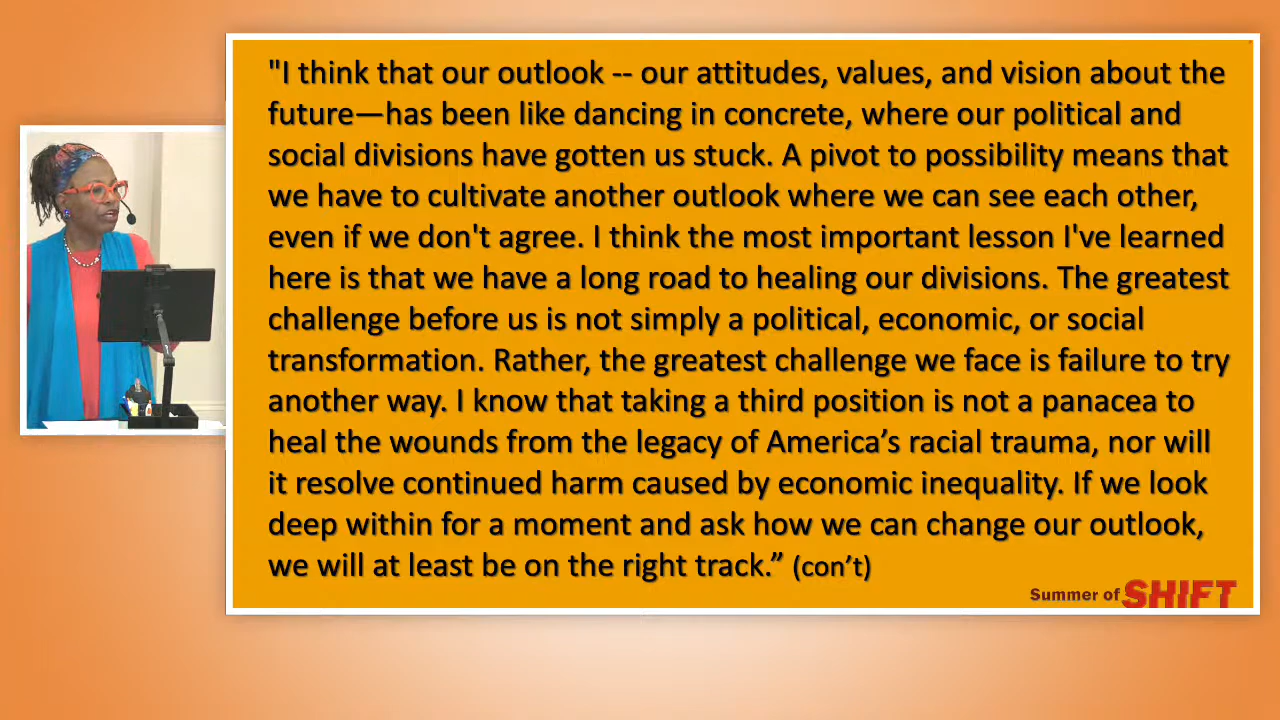 "I think that our outlook -- our attitudes, values, and vision about the
future—has been like dancing in concrete, where our political and
social divisions have gotten us stuck. A pivot to possibility means that
we have to cultivate another outlook where we can see each other,
even if we don't agree. I think the most important lesson I've learned
here is that we have a long road to healing our divisions. The greatest
challenge before us is not simply a political, economic, or social
transformation. Rather, the greatest challenge we face is failure to try
another way. I know that taking a third position is not a panacea to
heal the wounds from the legacy of America’s racial trauma, nor will
it resolve continued harm caused by economic inequality. If we look
deep within for a moment and ask how we can change our outlook,
we will at least be on the right track.” (con’t)
Summer of SHIFT